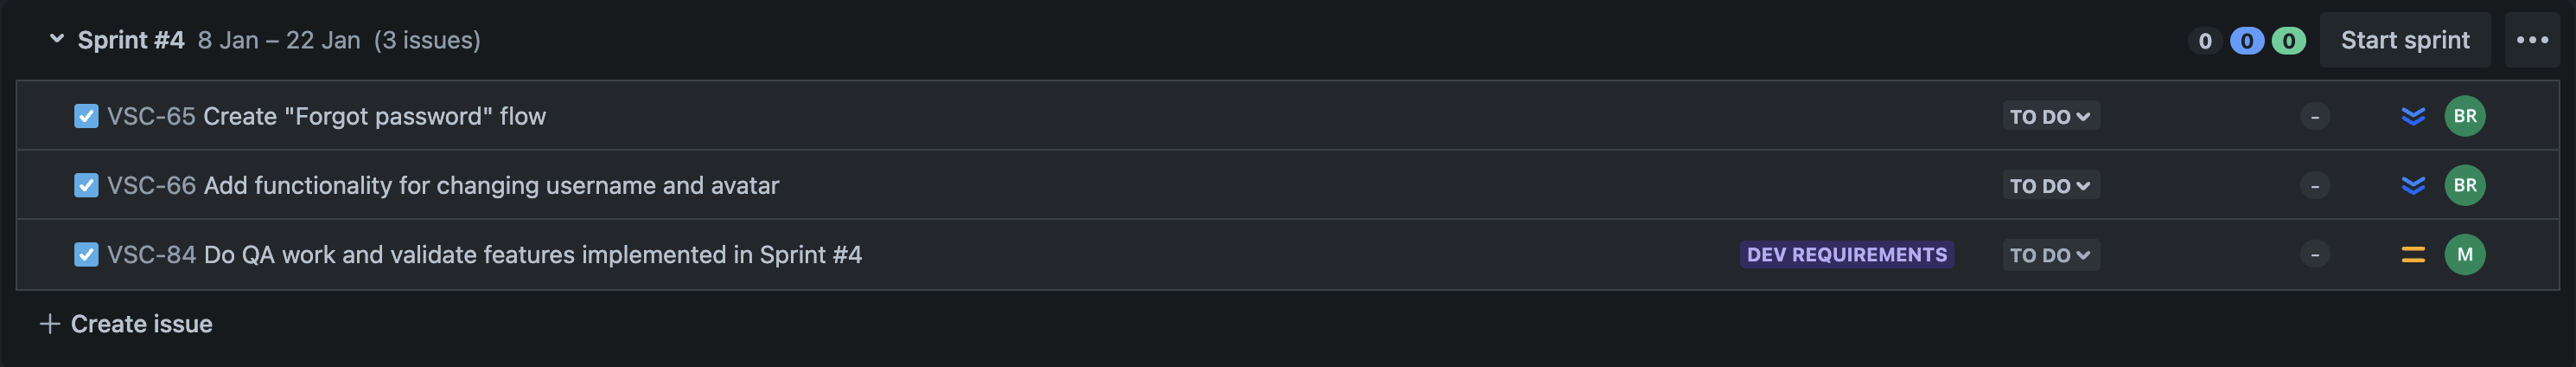 Sprint #4 8 Jan – 22 Jan (3 issues) 0 0 0 Start sprint
VSC-65 Create "Forgot password" flow TO DO - BR
VSC-66 Add functionality for changing username and avatar TO DO - BR
VSC-84 Do QA work and validate features implemented in Sprint #4 DEV REQUIREMENTS TO DO - M
+ Create issue